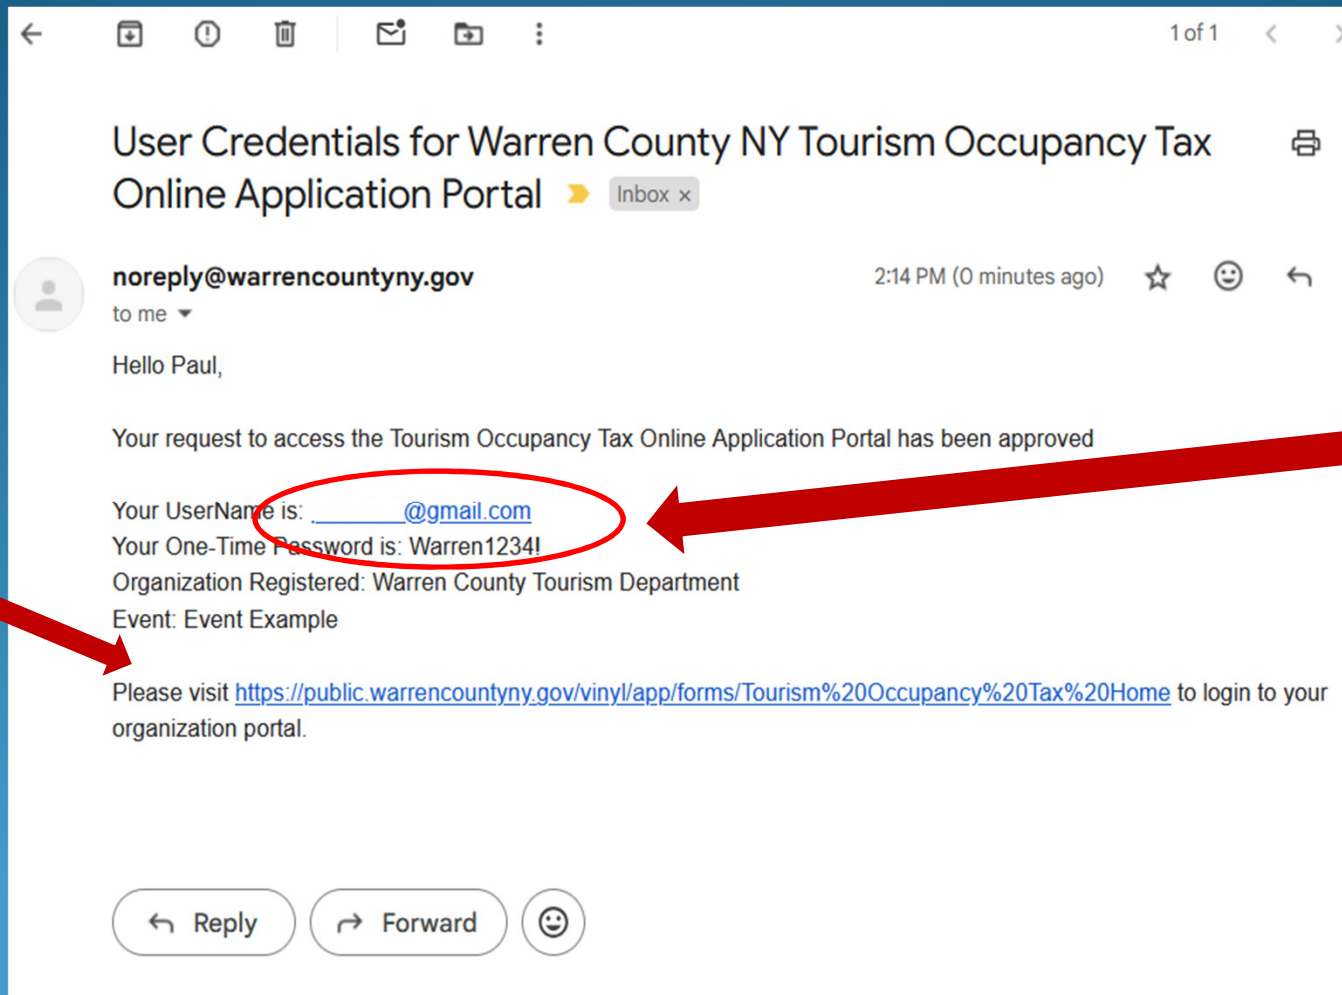 1 of 1
User Credentials for Warren County NY Tourism Occupancy Tax
Online Application Portal Inbox ×
noreply@warrencountyny.gov 2:14 PM (0 minutes ago)
to me
Hello Paul,
Your request to access the Tourism Occupancy Tax Online Application Portal has been approved
Your UserName is: @gmail.com
Your One-Time Password is: Warren1234!
Organization Registered: Warren County Tourism Department
Event: Event Example
Please visit https://public.warrencountyny.gov/vinyl/app/forms/Tourism%20Occupancy%20Tax%20Home to login to your
organization portal.
Reply Forward